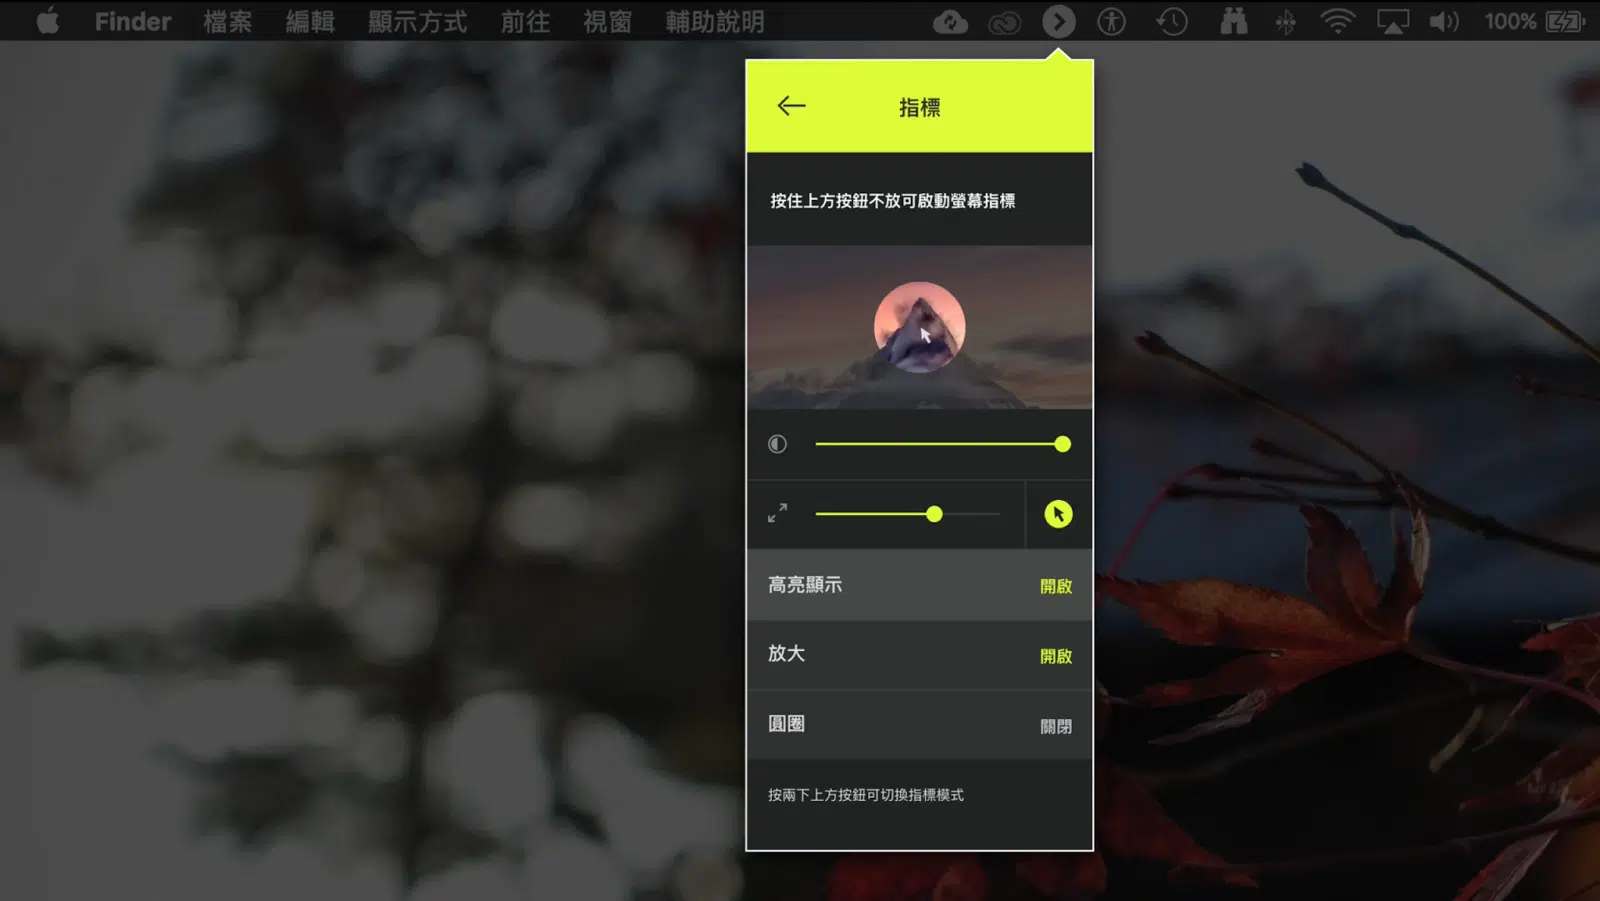 Finder 檔案 編輯 顯示方式 前往 視窗 輔助說明 100%
指標
按住上方按鈕不放可啟動螢幕指標
高亮顯示 開啟
放大 開啟
圓圈 關閉
按兩下上方按鈕可切換指標模式